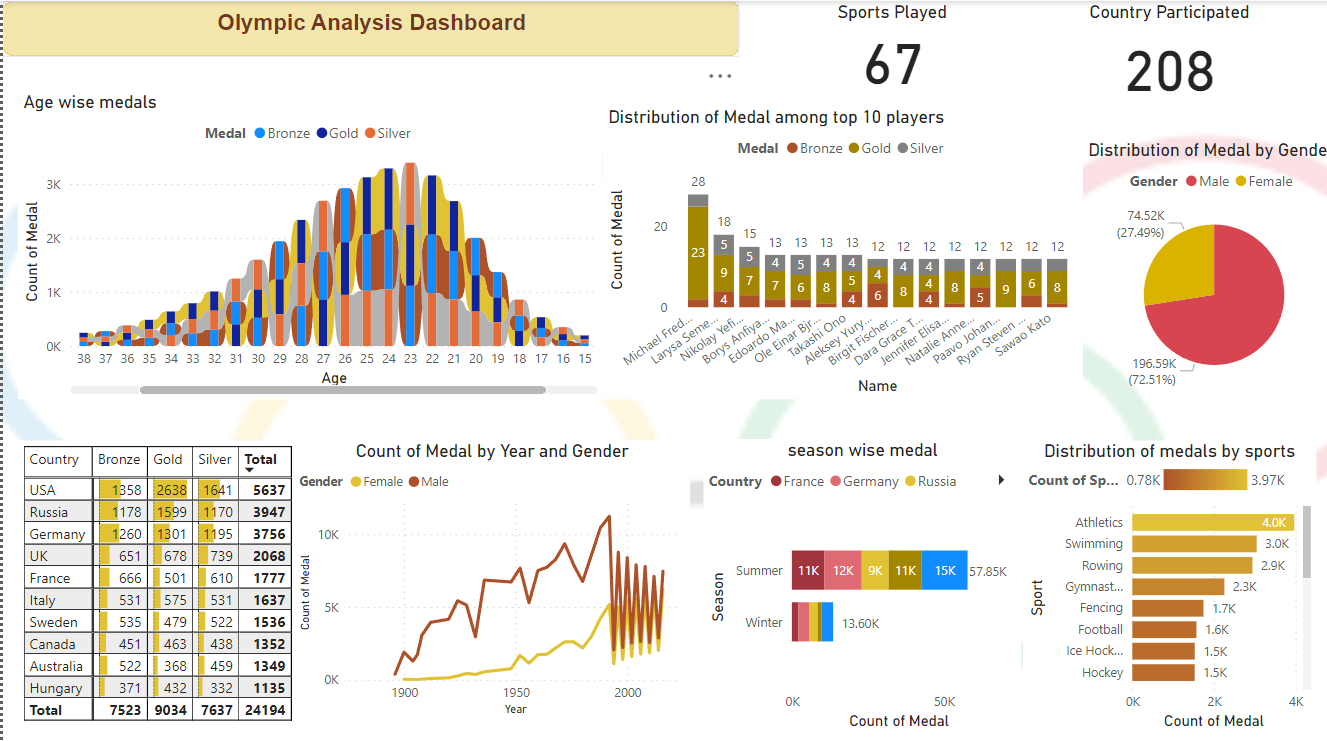 Olympic Analysis Dashboard
Sports Played
67
Country Participated
208
Age wise medals
Medal Bronze Gold Silver
Count of Medal
3K
2K
1K
0K
38 37 36 35 34 33 32 31 30 29 28 27 26 25 24 23 22 21 20 19 18 17 16 15
Age
Distribution of Medal among top 10 players
Medal Bronze Gold Silver
Count of Medal
20
0
28 18 15 13 13 13 13 12 12 12 12 12 12 12 12
5 5 4 5 4 4 4 4 4 4
23 9 7 7 6 8 5 8 8 9 6 8
4 4 6 4 5
Michael Fred...
Larysa Seme...
Nikolay Yefi...
Borys Anfiya...
Edoardo Ma...
Ole Einar Bjr...
Takashi Ono
Aleksey Yury...
Birgit Fischer...
Dara Grace T...
Jennifer Elisa...
Natalie Anne...
Paavo Johan...
Ryan Steven ...
Sawao Kato
Name
Distribution of Medal by Gende
Gender Male Female
74.52K
(27.49%)
196.59K
(72.51%)
Country Bronze Gold Silver Total
USA 1358 2638 1641 5637
Russia 1178 1599 1170 3947
Germany 1260 1301 1195 3756
UK 651 678 739 2068
France 666 501 610 1777
Italy 531 575 531 1637
Sweden 535 479 522 1536
Canada 451 463 438 1352
Australia 522 368 459 1349
Hungary 371 432 332 1135
Total 7523 9034 7637 24194
Count of Medal by Year and Gender
Gender Female Male
Count of Medal
10K
5K
0K
1900 1950 2000
Year
season wise medal
Country France Germany Russia
Season
Summer 11K 12K 9K 11K 15K 57.85K
Winter 13.60K
0K 50K
Count of Medal
Distribution of medals by sports
Count of Sp... 0.78K 3.97K
Sport
Athletics 4.0K
Swimming 3.0K
Rowing 2.9K
Gymnast... 2.3K
Fencing 1.7K
Football 1.6K
Ice Hock... 1.5K
Hockey 1.5K
0K 2K 4K
Count of Medal